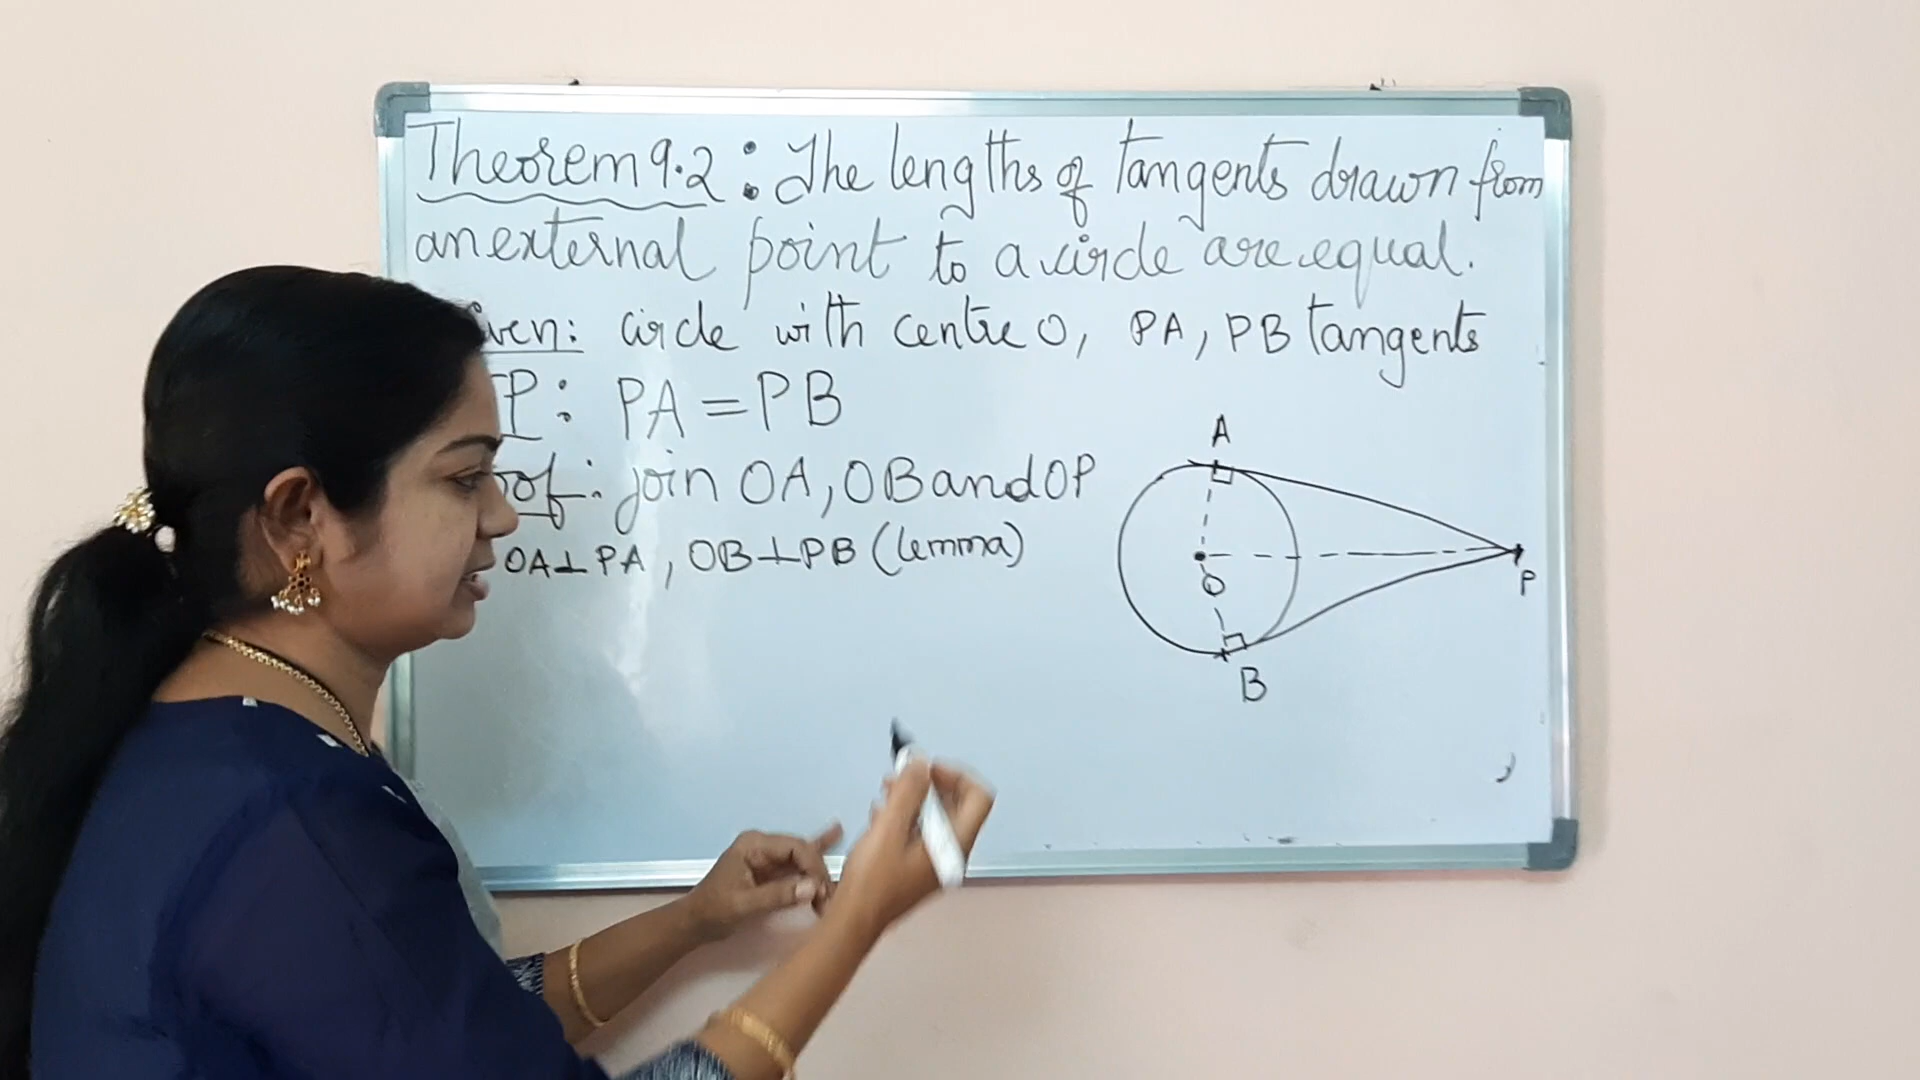 Theorem 9.2 : The lengths of tangents drawn from
an external point to a circle are equal.
ven: circle with centre O, PA, PB tangents
P: PA = PB
oof: join OA, OB and OP
OA⊥PA, OB⊥PB (lemma)
A
O
P
B